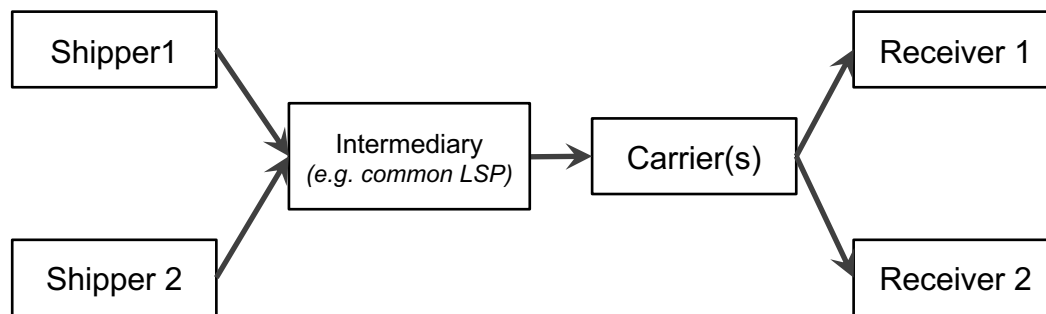 Shipper1
Receiver 1
Intermediary
(e.g. common LSP)
Carrier(s)
Shipper 2
Receiver 2